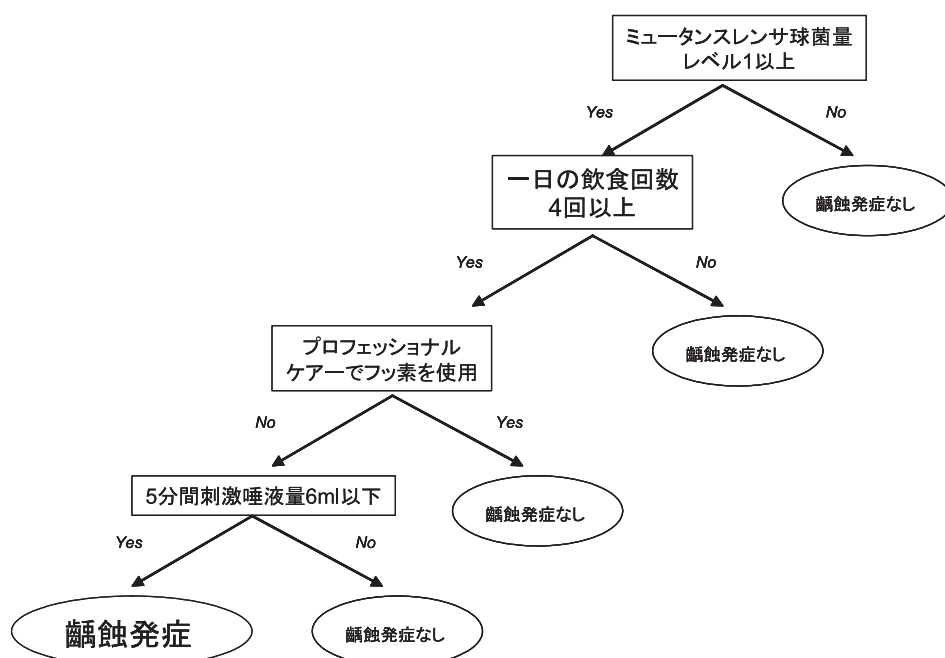 ミュータンスレンサ球菌量
レベル1以上
Yes
No
一日の飲食回数
4回以上
齲蝕発症なし
Yes
No
プロフェッショナル
ケアーでフッ素を使用
齲蝕発症なし
No
Yes
5分間刺激唾液量6ml以下
齲蝕発症なし
Yes
No
齲蝕発症
齲蝕発症なし